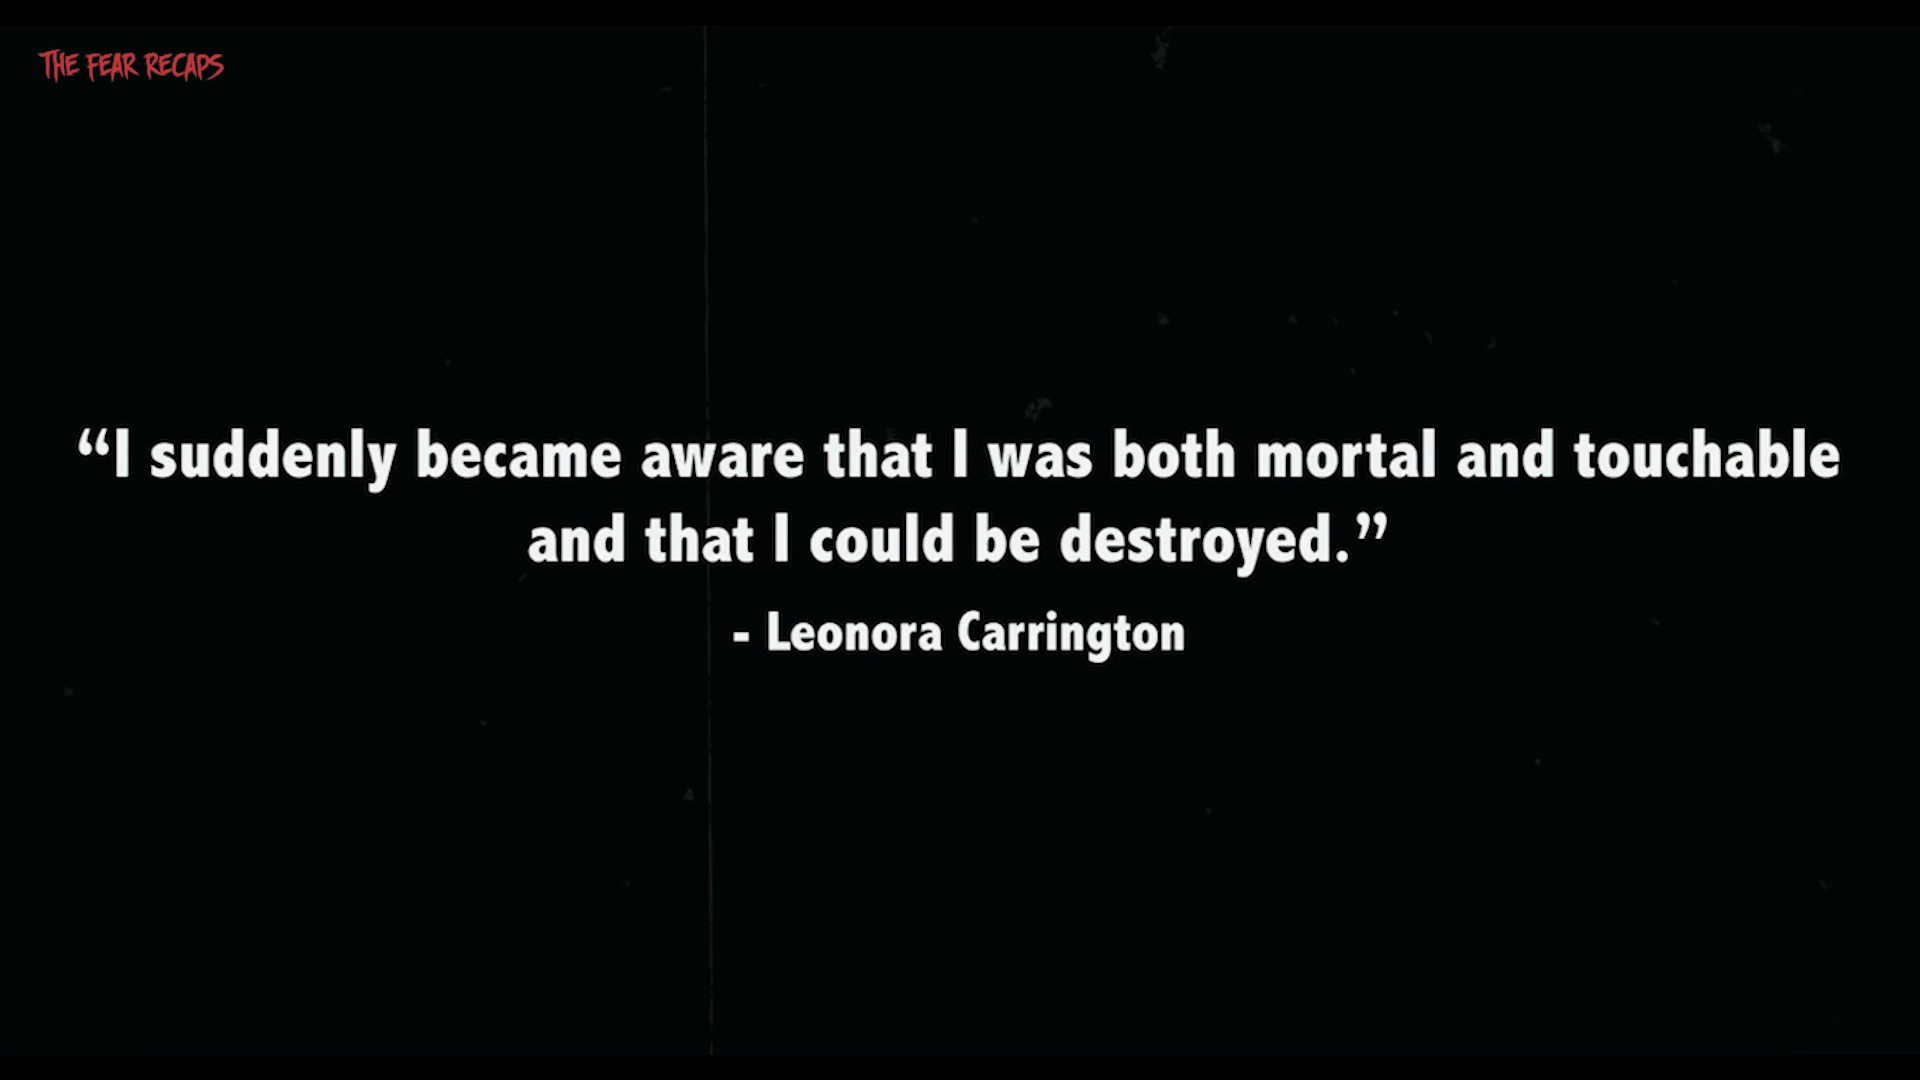 THE FEAR RECAPS
“I suddenly became aware that I was both mortal and touchable
and that I could be destroyed.”
- Leonora Carrington